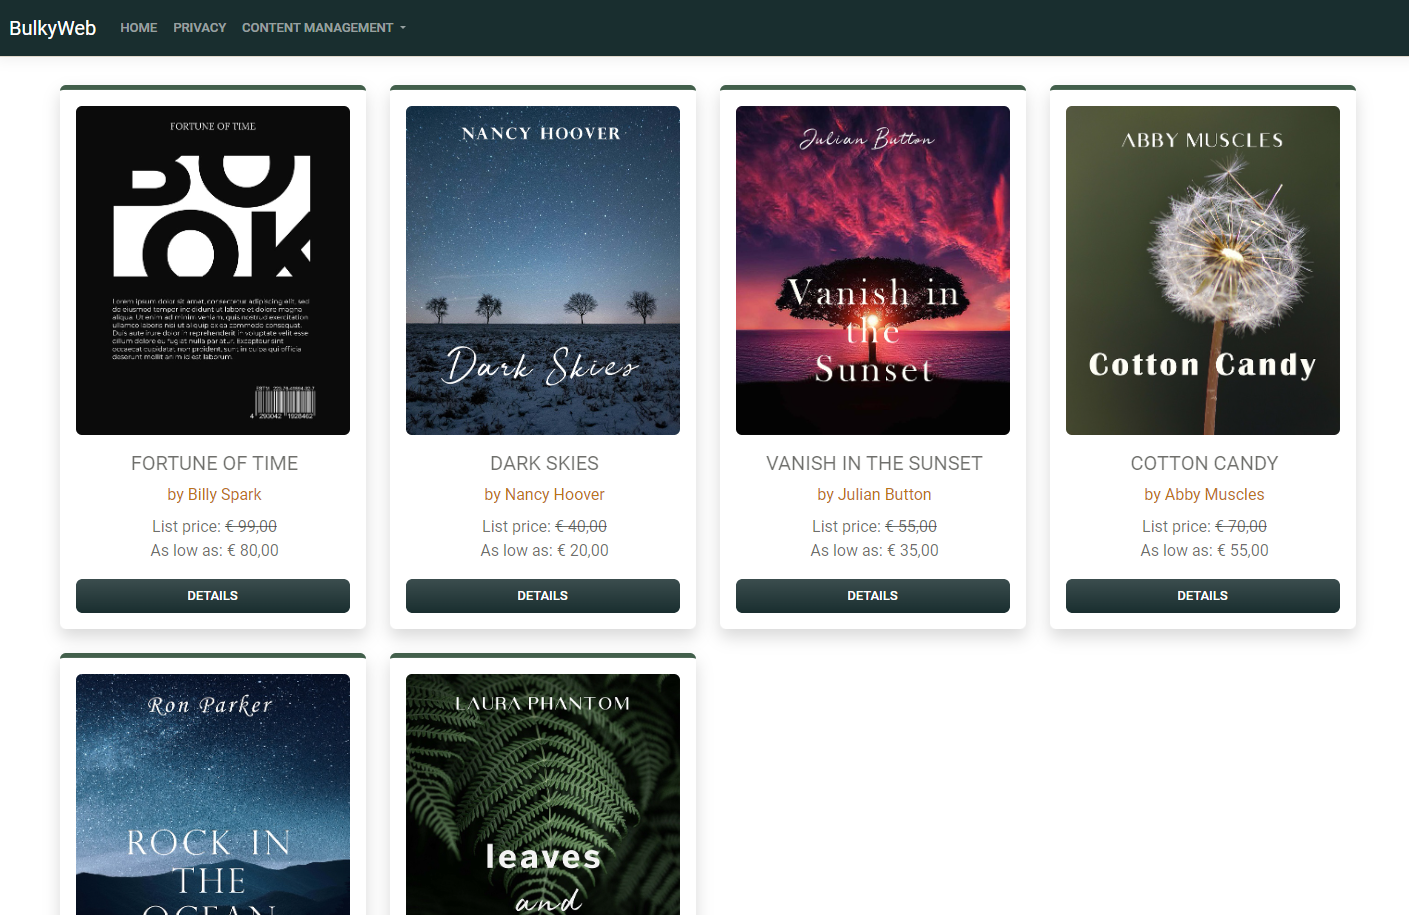 BulkyWeb HOME PRIVACY CONTENT MANAGEMENT
FORTUNE OF TIME
BOOK
Lorem ipsum dolor sit amet, consectetur adipiscing elit, sed
do eiusmod tempor incididunt ut labore et dolore magna
aliqua. Ut enim ad minim veniam, quis nostrud exercitation
ullamco laboris nisi ut aliquip ex ea commodo consequat.
Duis aute irure dolor in reprehenderit in voluptate velit esse
cillum dolore eu fugiat nulla pariatur. Excepteur sint
occaecat cupidatat non proident, sunt in culpa qui officia
deserunt mollit anim id est laborum.
4 293042 1928462
NANCY HOOVER
Dark Skies
Julian Button
Vanish in
the
Sunset
ABBY MUSCLES
Cotton Candy
FORTUNE OF TIME
by Billy Spark
List price: € 99,00
As low as: € 80,00
DETAILS
DARK SKIES
by Nancy Hoover
List price: € 40,00
As low as: € 20,00
DETAILS
VANISH IN THE SUNSET
by Julian Button
List price: € 55,00
As low as: € 35,00
DETAILS
COTTON CANDY
by Abby Muscles
List price: € 70,00
As low as: € 55,00
DETAILS
Ron Parker
ROCK IN
THE
OCEAN
LAURA PHANTOM
leaves
and